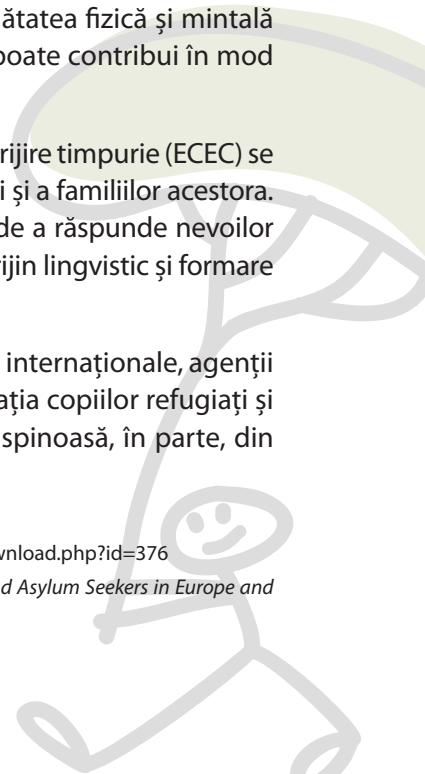 ătatea fizică și mintală
poate contribui în mod
rijire timpurie (ECEC) se
i și a familiilor acestora.
de a răspunde nevoilor
rijin lingvistic și formare
internaționale, agenții
ația copiilor refugiați și
spinoasă, în parte, din
wnload.php?id=376
d Asylum Seekers in Europe and